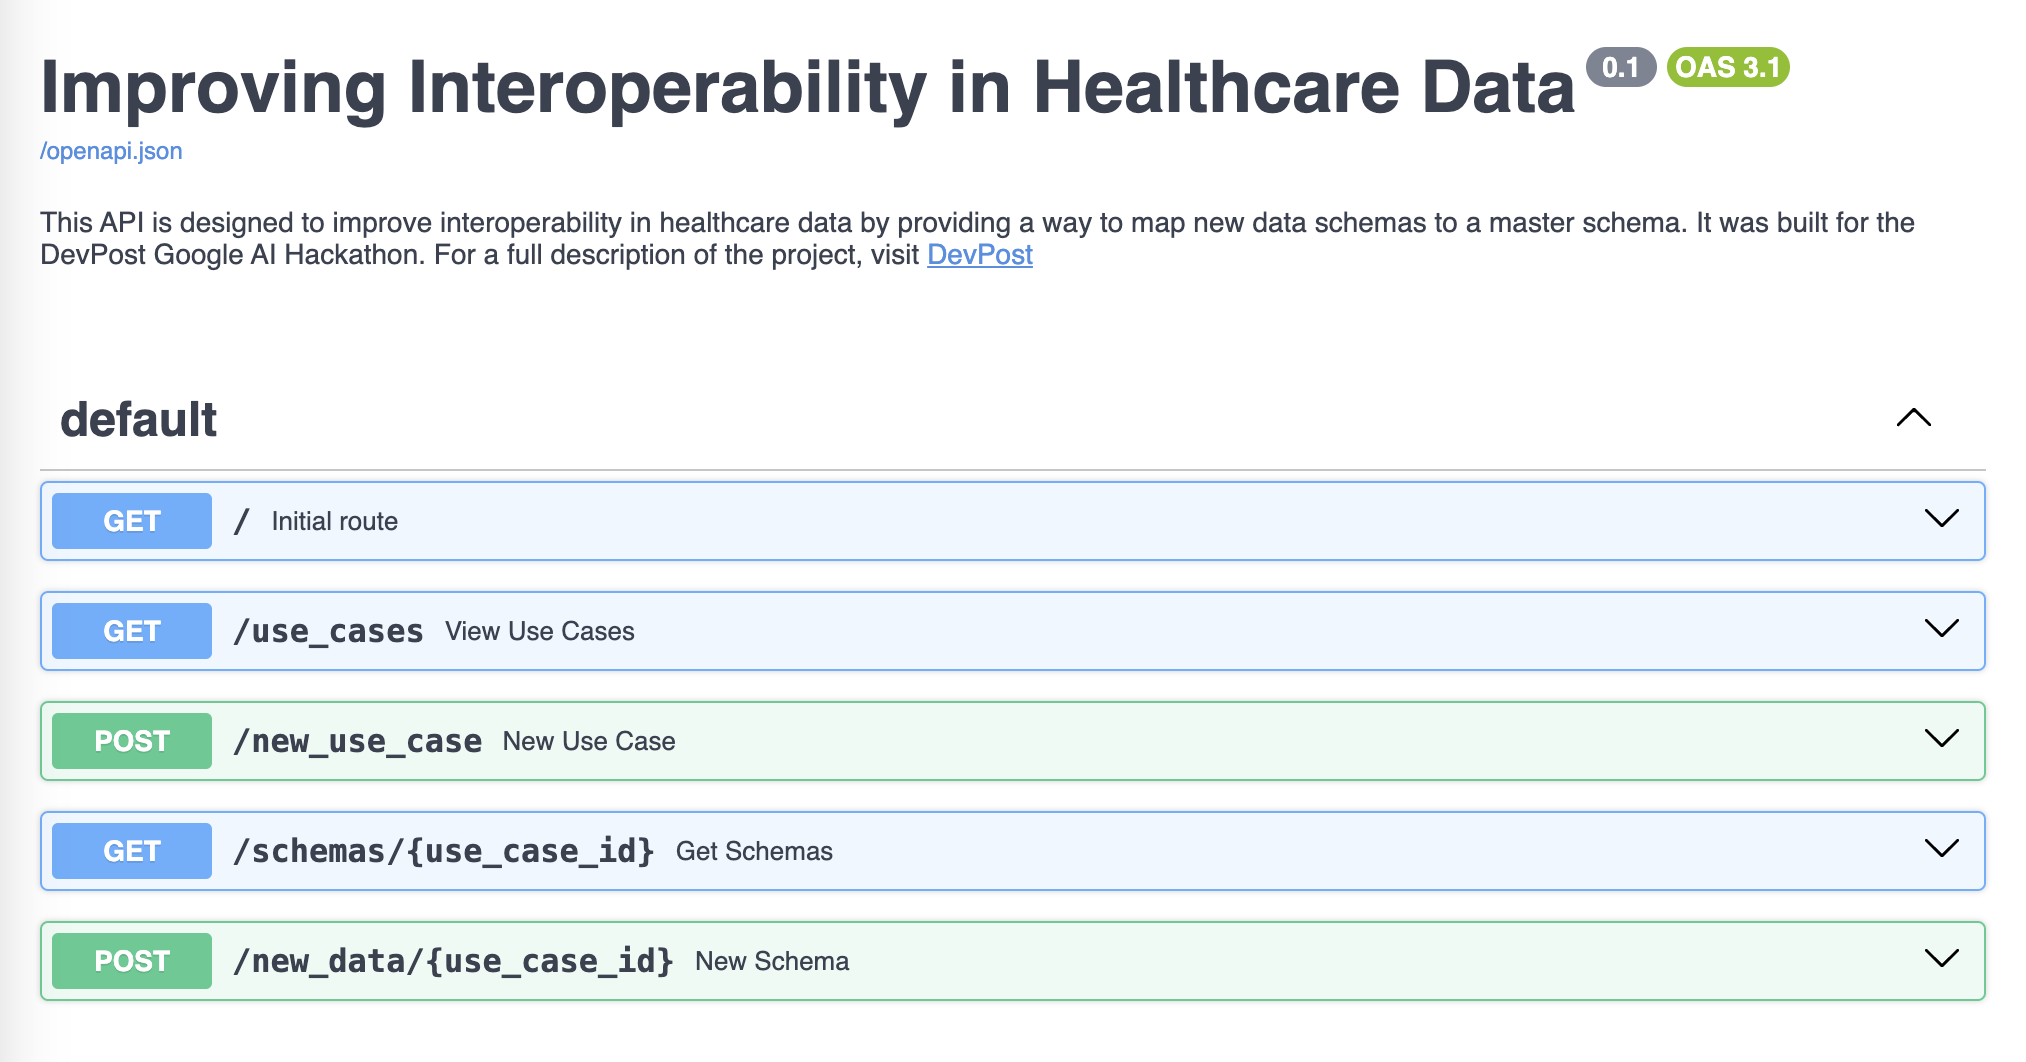 Improving Interoperability in Healthcare Data 0.1 OAS 3.1
/openapi.json
This API is designed to improve interoperability in healthcare data by providing a way to map new data schemas to a master schema. It was built for the
DevPost Google AI Hackathon. For a full description of the project, visit DevPost
default
GET / Initial route
GET /use_cases View Use Cases
POST /new_use_case New Use Case
GET /schemas/{use_case_id} Get Schemas
POST /new_data/{use_case_id} New Schema